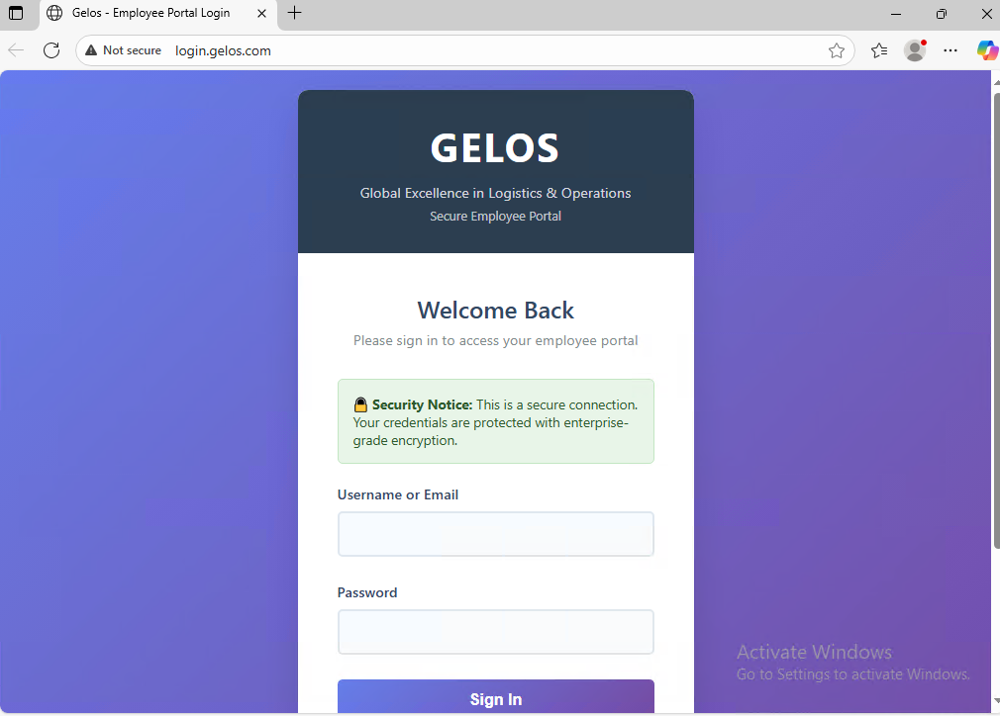 Gelos - Employee Portal Login
Not secure
login.gelos.com
GELOS
Global Excellence in Logistics & Operations
Secure Employee Portal
Welcome Back
Please sign in to access your employee portal
Security Notice: This is a secure connection.
Your credentials are protected with enterprise-
grade encryption.
Username or Email
Password
Sign In
Activate Windows
Go to Settings to activate Windows.